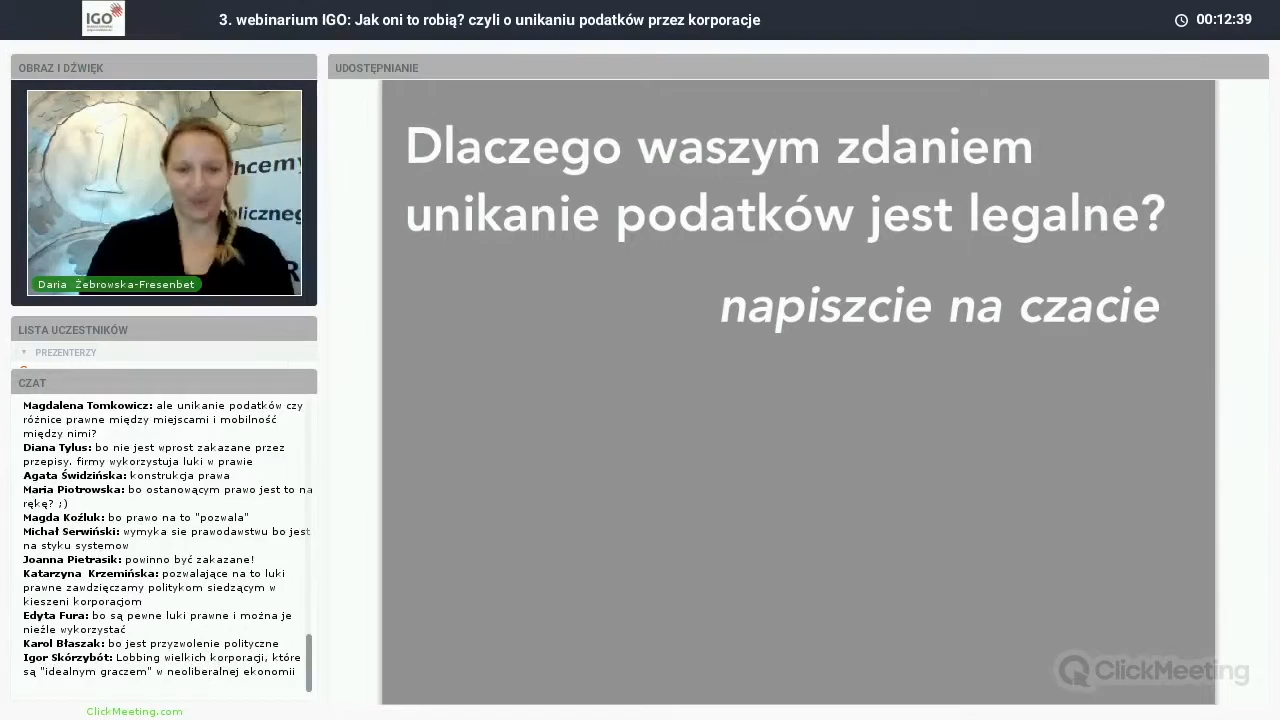 IGO
3. webinarium IGO: Jak oni to robią? czyli o unikaniu podatków przez korporacje
00:12:39
OBRAZ I DŹWIĘK
UDOSTĘPNIANIE
1
hcemy
liczneg
R
Daria Żebrowska-Fresenbet
Dlaczego waszym zdaniem
unikanie podatków jest legalne?
napiszcie na czacie
LISTA UCZESTNIKÓW
PREZENTERZY
CZAT
Magdalena Tomkowicz: ale unikanie podatków czy
różnice prawne między miejscami i mobilność
między nimi?
Diana Tylus: bo nie jest wprost zakazane przez
przepisy. firmy wykorzystuja luki w prawie
Agata Świdzińska: konstrukcja prawa
Maria Piotrowska: bo ostanowącym prawo jest to na
rękę? ;)
Magda Koźluk: bo prawo na to "pozwala"
Michał Serwiński: wymyka sie prawodawstwu bo jest
na styku systemow
Joanna Pietrasik: powinno być zakazane!
Katarzyna Krzemińska: pozwalające na to luki
prawne zawdzięczamy politykom siedzącym w
kieszeni korporacjom
Edyta Fura: bo są pewne luki prawne i można je
nieźle wykorzystać
Karol Błaszak: bo jest przyzwolenie polityczne
Igor Skórzybót: Lobbing wielkich korporacji, które
są "idealnym graczem" w neoliberalnej ekonomii
ClickMeeting
ClickMeeting.com